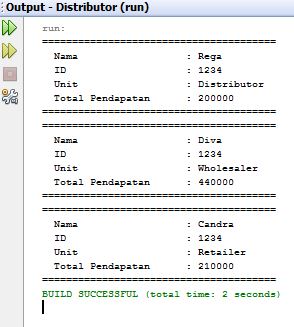 Output - Distributor (run)
run:
========================================
Nama : Rega
ID : 1234
Unit : Distributor
Total Pendapatan : 200000
========================================
========================================
Nama : Diva
ID : 1234
Unit : Wholesaler
Total Pendapatan : 440000
========================================
========================================
Nama : Candra
ID : 1234
Unit : Retailer
Total Pendapatan : 210000
========================================
BUILD SUCCESSFUL (total time: 2 seconds)